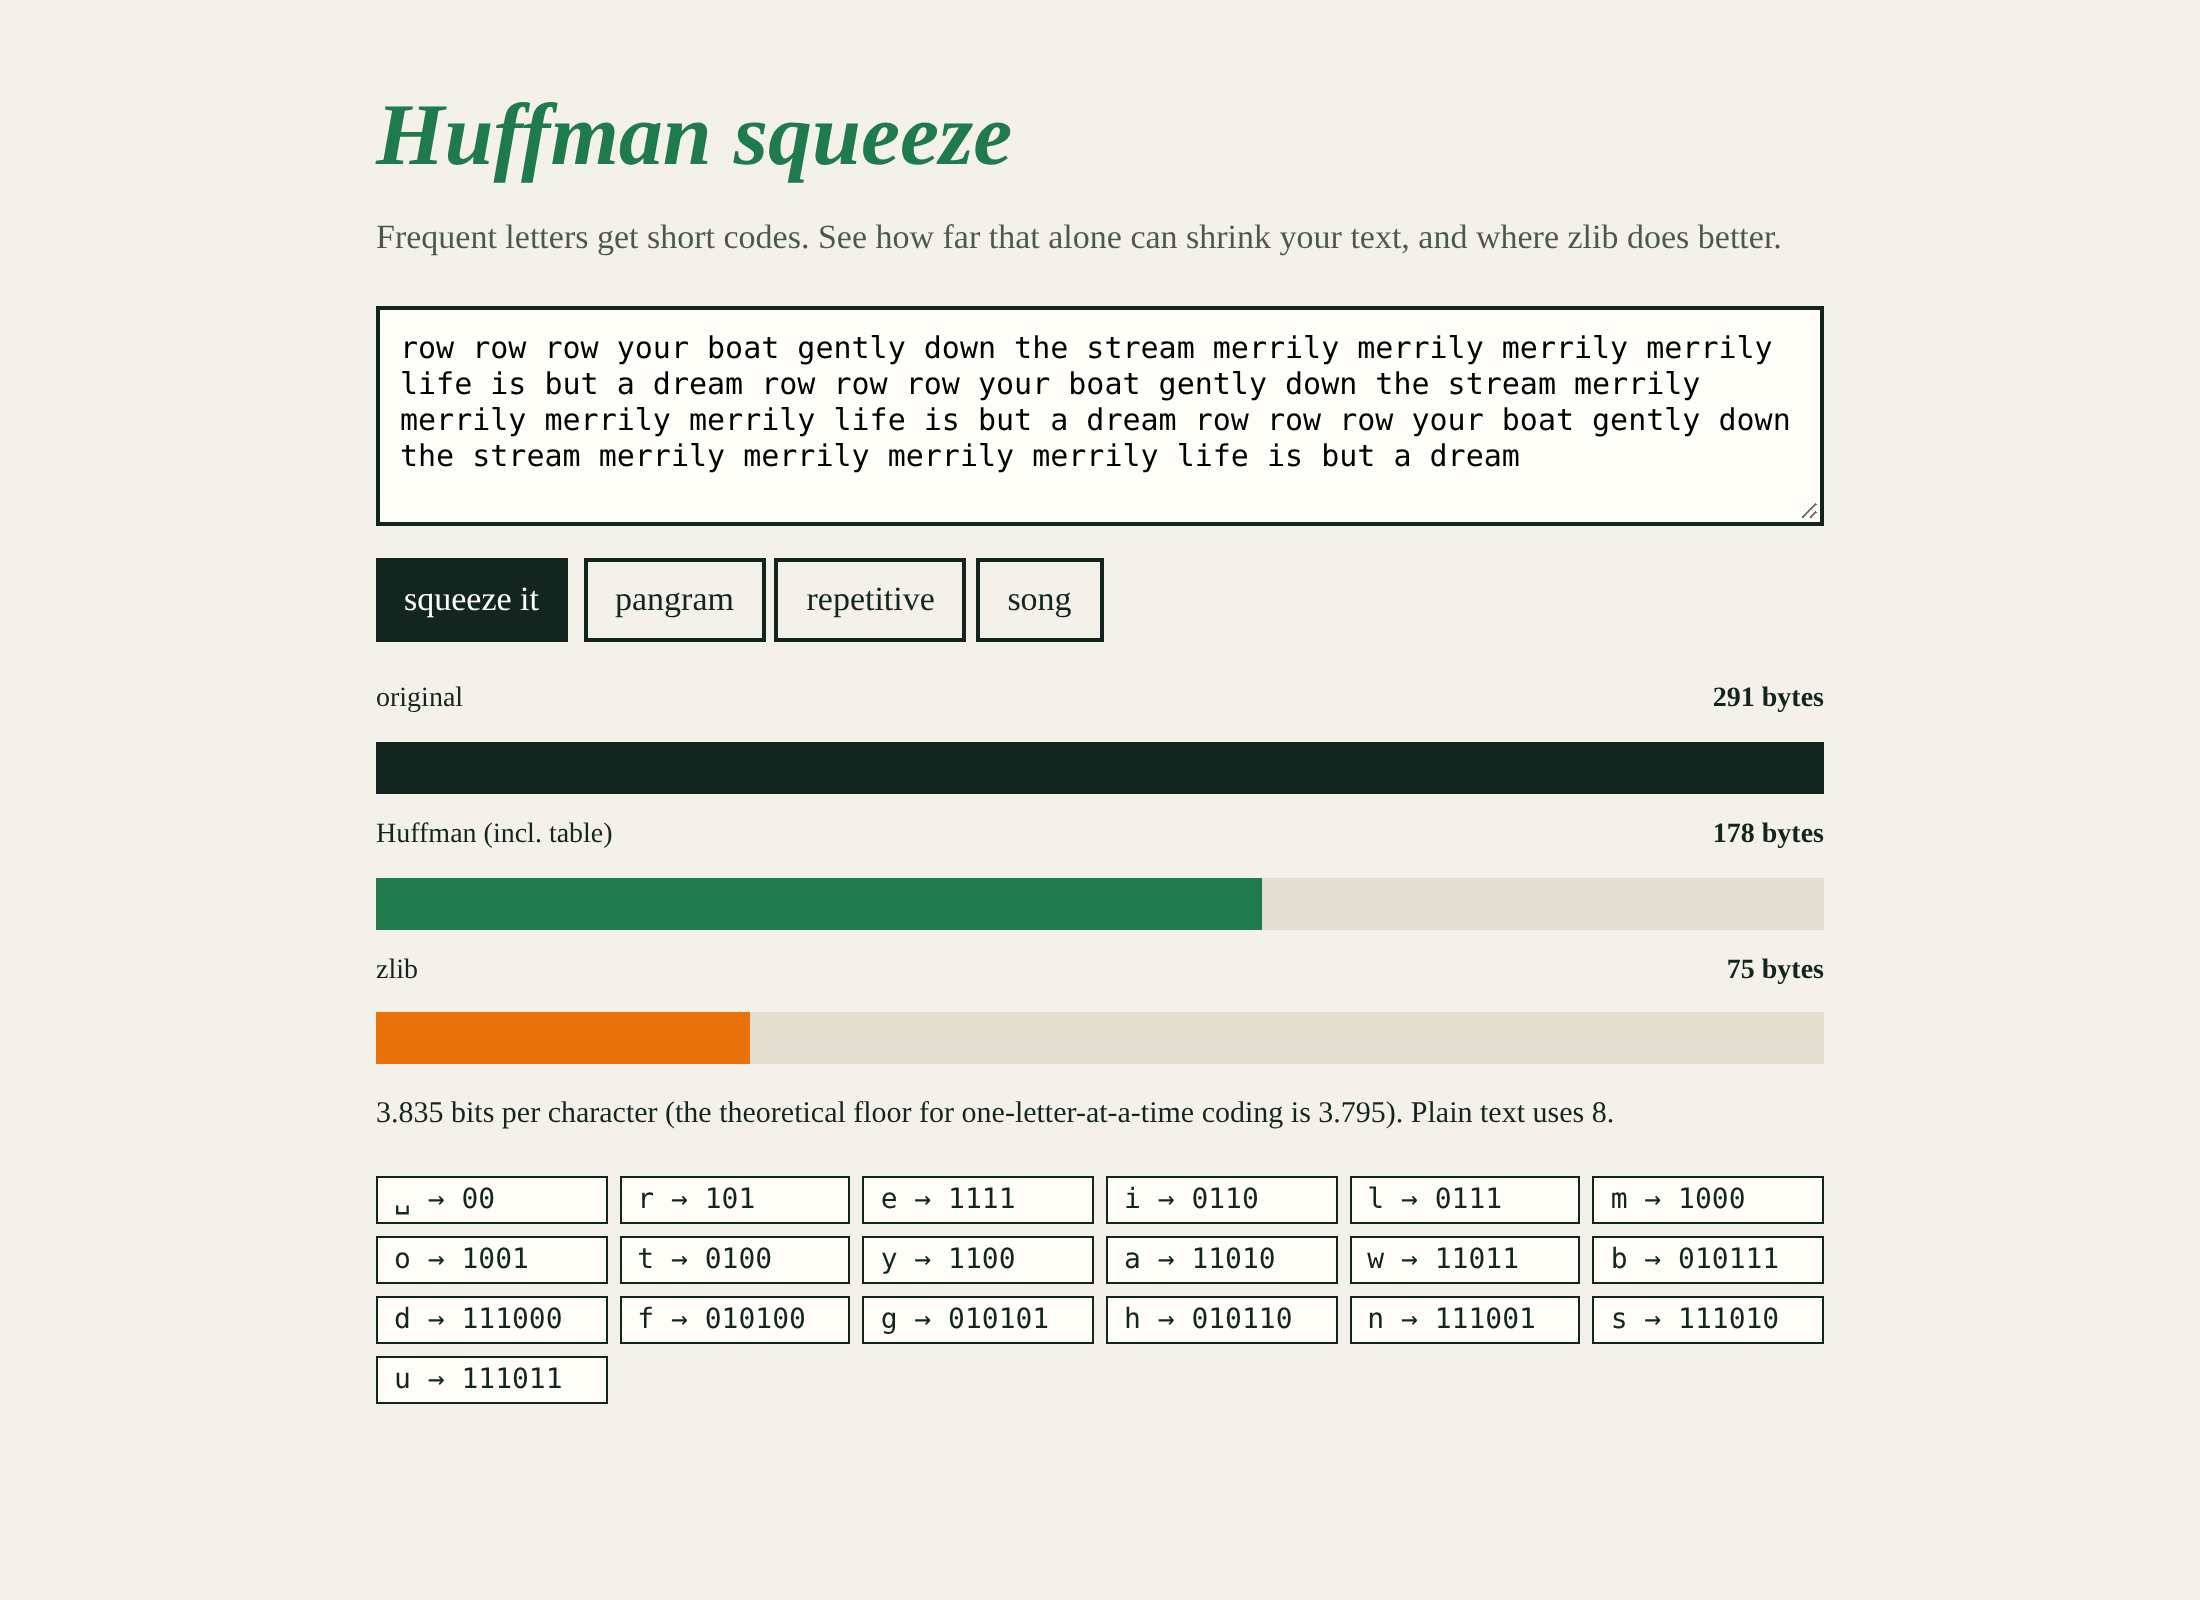 Huffman squeeze
Frequent letters get short codes. See how far that alone can shrink your text, and where zlib does better.
row row row your boat gently down the stream merrily merrily merrily merrily
life is but a dream row row row your boat gently down the stream merrily
merrily merrily merrily life is but a dream row row row your boat gently down
the stream merrily merrily merrily merrily life is but a dream
squeeze it pangram repetitive song
original 291 bytes
Huffman (incl. table) 178 bytes
zlib 75 bytes
3.835 bits per character (the theoretical floor for one-letter-at-a-time coding is 3.795). Plain text uses 8.
␣ → 00 r → 101 e → 1111 i → 0110 l → 0111 m → 1000
o → 1001 t → 0100 y → 1100 a → 11010 w → 11011 b → 010111
d → 111000 f → 010100 g → 010101 h → 010110 n → 111001 s → 111010
u → 111011